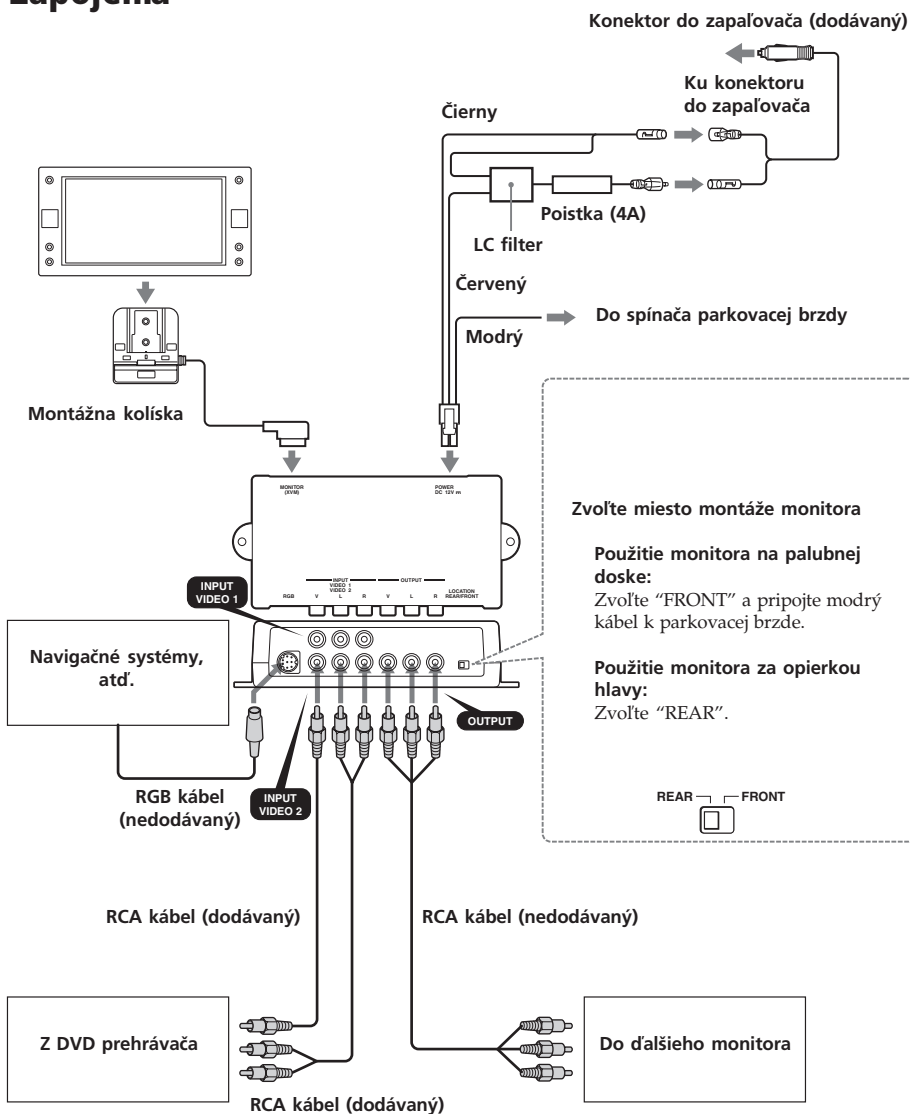 Zapojenia
Konektor do zapaľovača (dodávaný)
Ku konektoru
do zapaľovača
Čierny
Poistka (4A)
LC filter
Červený
Modrý
Do spínača parkovacej brzdy
Montážna kolíska
MONITOR
(XVM)
POWER
DC 12V m
Zvoľte miesto montáže monitora
Použitie monitora na palubnej
doske:
Zvoľte “FRONT” a pripojte modrý
kábel k parkovacej brzde.
Použitie monitora za opierkou
hlavy:
Zvoľte “REAR”.
REAR FRONT
INPUT
VIDEO 1
VIDEO 2
OUTPUT
LOCATION
REAR/FRONT
RGB V L R V L R
INPUT
VIDEO 1
Navigačné systémy,
atď.
OUTPUT
INPUT
VIDEO 2
RGB kábel
(nedodávaný)
RCA kábel (dodávaný)
RCA kábel (nedodávaný)
Z DVD prehrávača
Do ďalšieho monitora
RCA kábel (dodávaný)